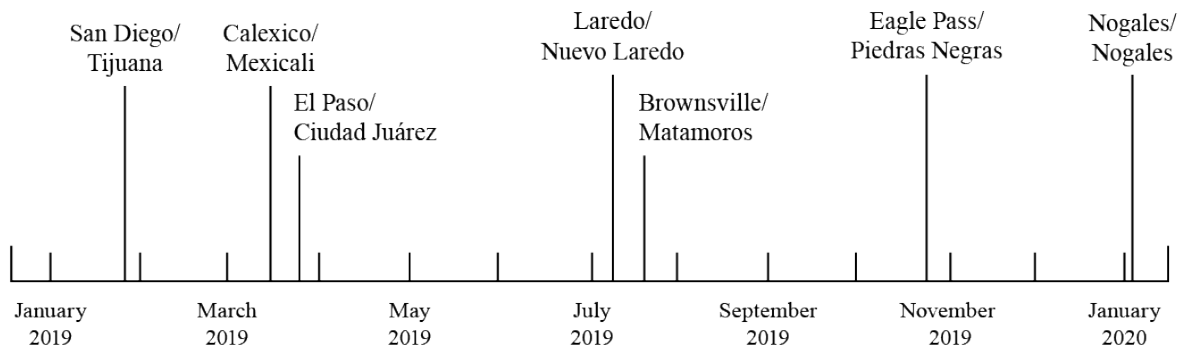 San Diego/
Tijuana
Calexico/
Mexicali
El Paso/
Ciudad Juárez
Laredo/
Nuevo Laredo
Brownsville/
Matamoros
Eagle Pass/
Piedras Negras
Nogales/
Nogales
January
2019
March
2019
May
2019
July
2019
September
2019
November
2019
January
2020